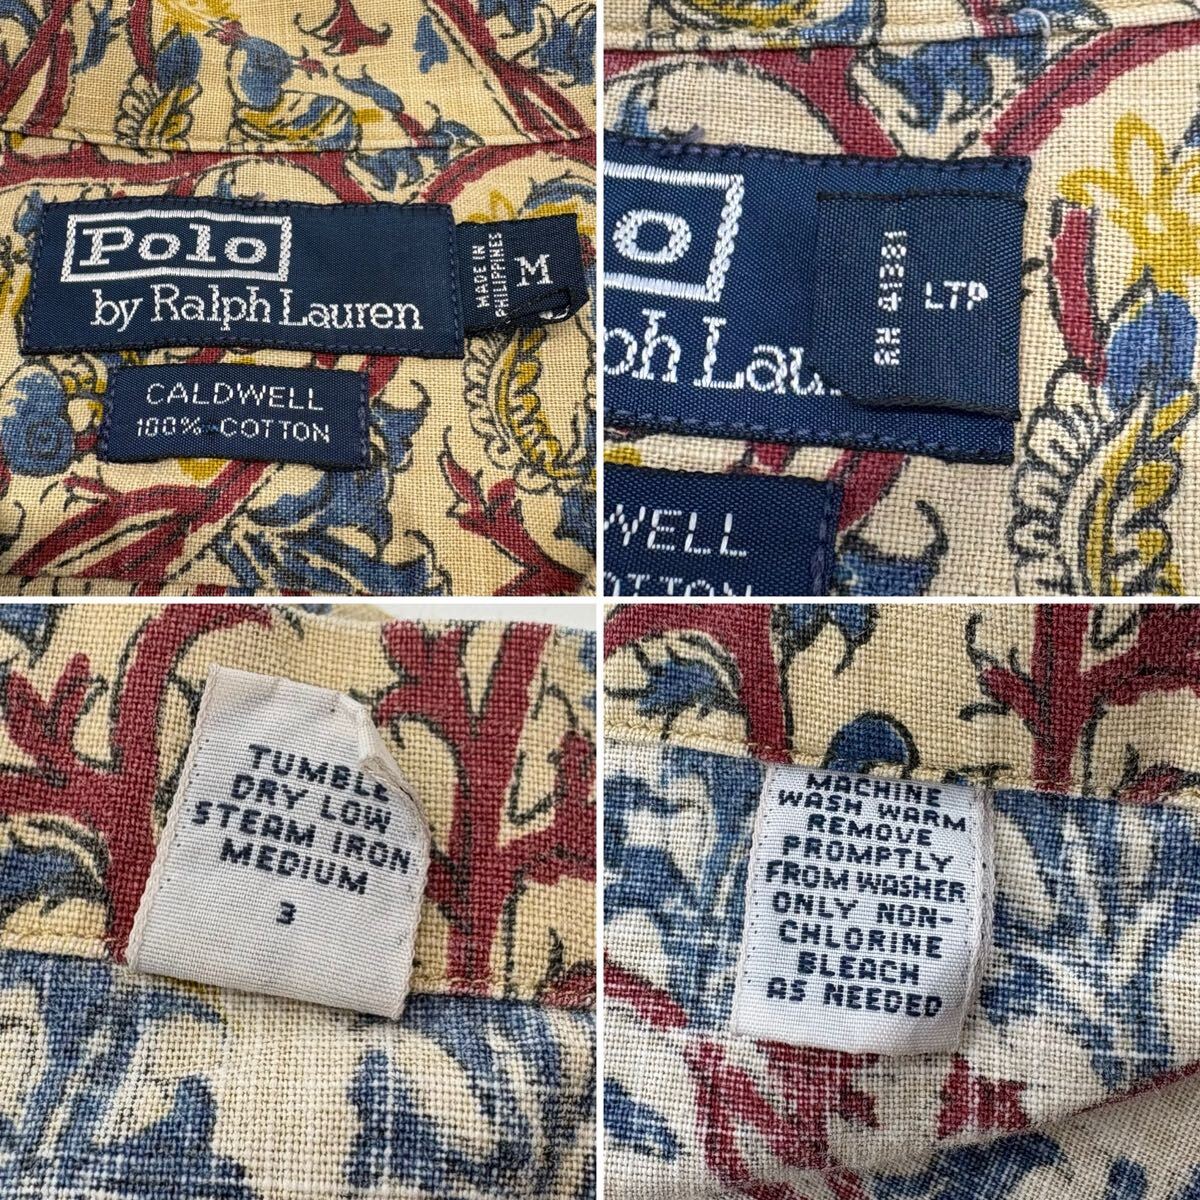 Polo
by Ralph Lauren
MADE IN
PHILIPPINES
M
CALDWELL
100% COTTON
o
ph Lau
RN 41381
LTP
WELL
OTTON
TUMBLE
DRY LOW
STEAM IRON
MEDIUM
3
MACHINE
WASH WARM
REMOVE
PROMPTLY
FROM WASHER
ONLY NON-
CHLORINE
BLEACH
AS NEEDED